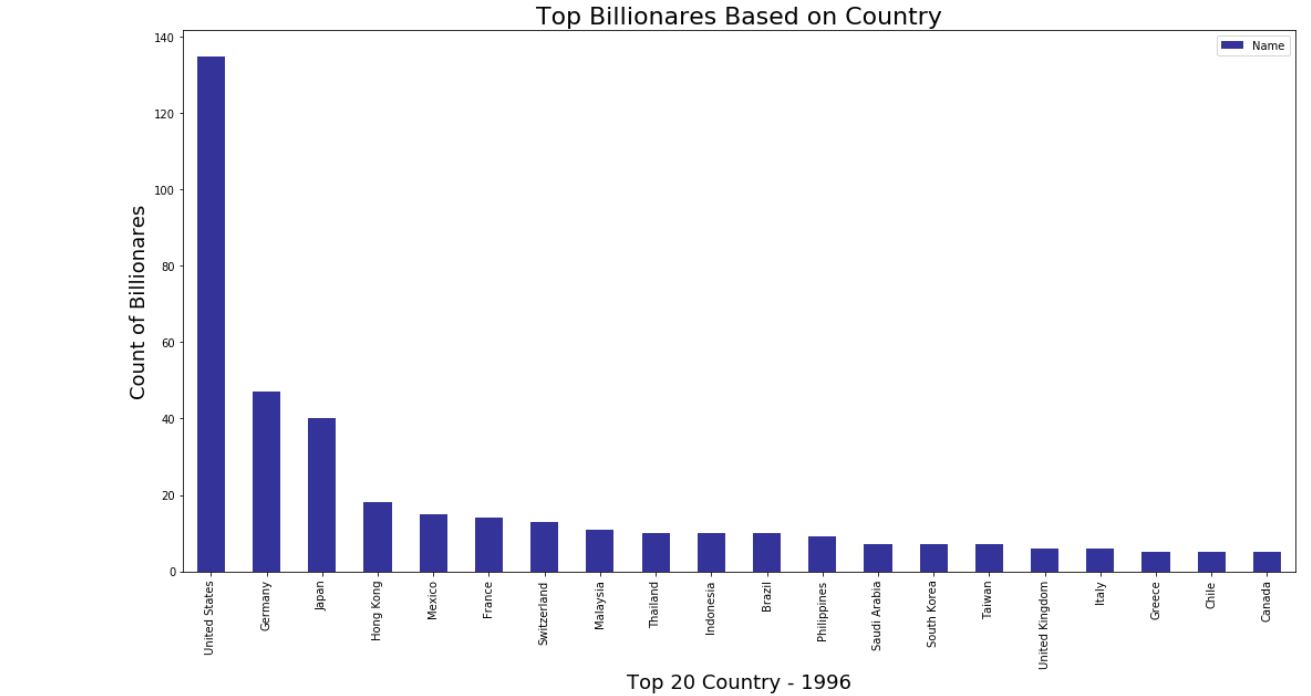 Top Billionares Based on Country
Name
Count of Billionares
140
120
100
80
60
40
20
0
United States
Germany
Japan
Hong Kong
Mexico
France
Switzerland
Malaysia
Thailand
Indonesia
Brazil
Philippines
Saudi Arabia
South Korea
Taiwan
United Kingdom
Italy
Greece
Chile
Canada
Top 20 Country - 1996